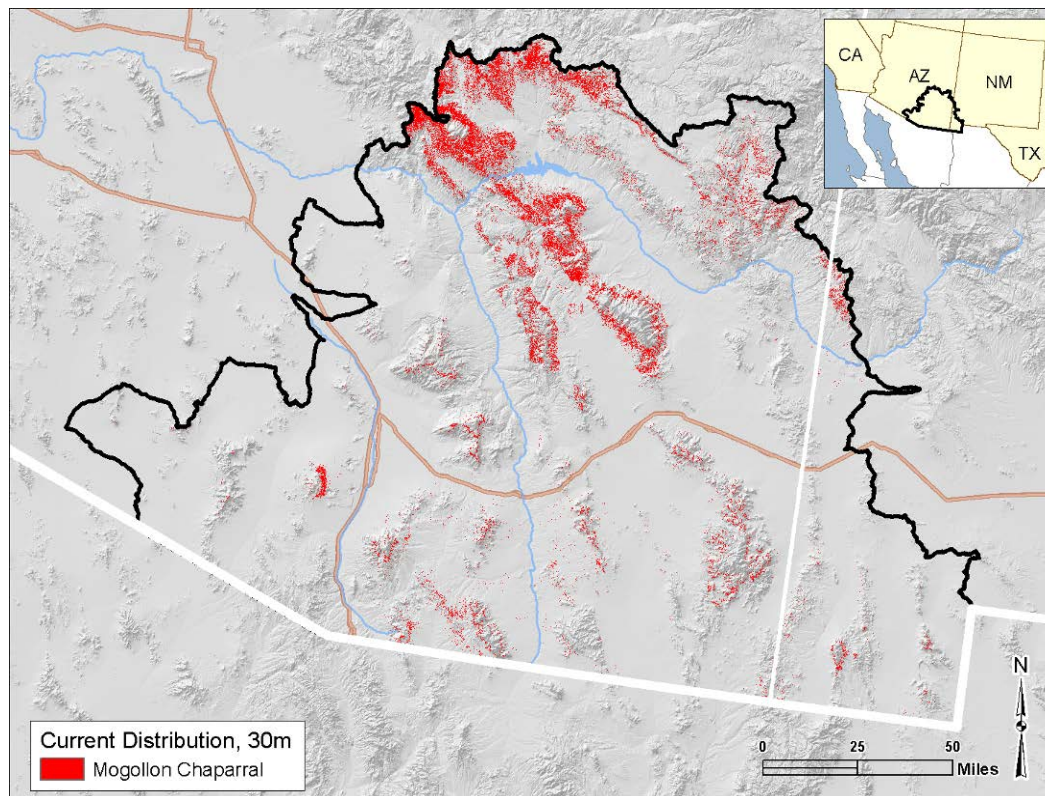 CA
AZ
NM
TX
N
Current Distribution, 30m
Mogollon Chaparral
0 25 50
Miles